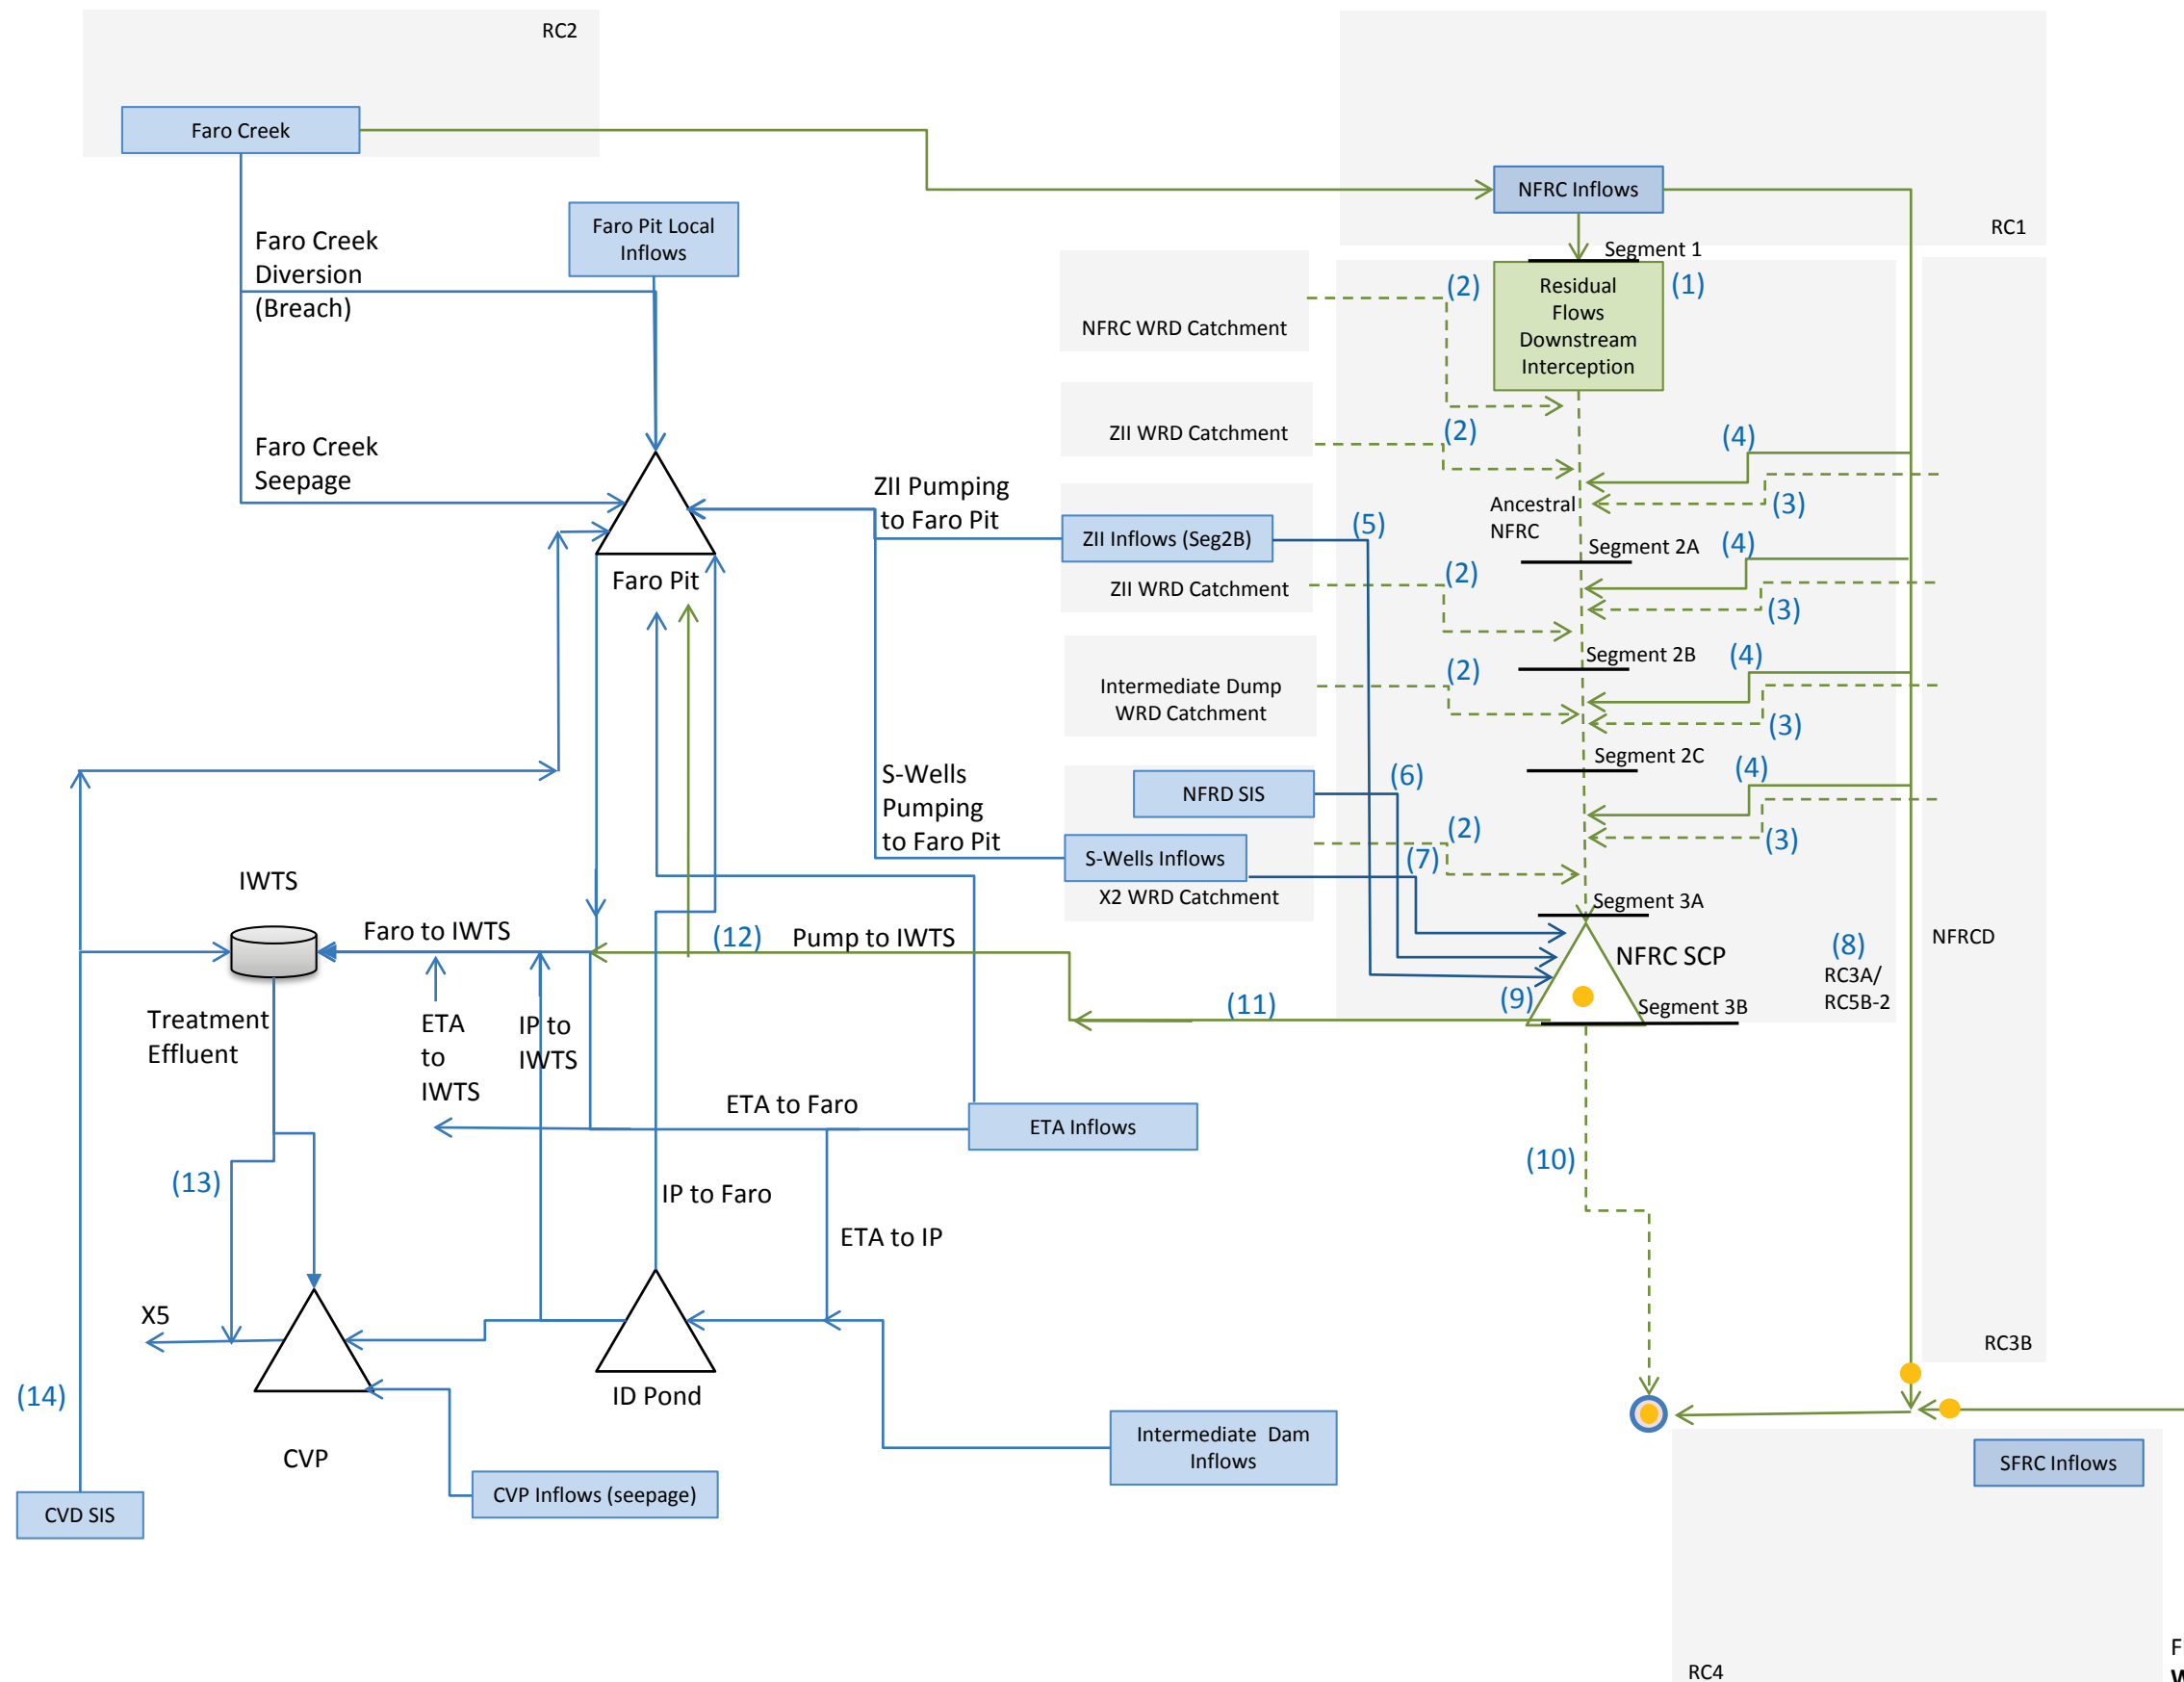 RC2
Faro Creek
NFRC Inflows
RC1
Faro Pit Local
Inflows
Faro Creek
Diversion
(Breach)
Segment 1
Residual
Flows
Downstream
Interception
(1)
(2)
NFRC WRD Catchment
(2)
ZII WRD Catchment
(4)
Faro Creek
Seepage
ZII Pumping
to Faro Pit
Ancestral
NFRC
(3)
(5)
ZII Inflows (Seg2B)
Segment 2A
(4)
Faro Pit
(2)
ZII WRD Catchment
(3)
Segment 2B
(4)
(2)
Intermediate Dump
WRD Catchment
(3)
Segment 2C
(4)
S-Wells
Pumping
to Faro Pit
(6)
NFRD SIS
(2)
(3)
S-Wells Inflows
(7)
X2 WRD Catchment
IWTS
Segment 3A
Faro to IWTS
(12)
Pump to IWTS
NFRC SCP
(8)
RC3A/
RC5B-2
NFRCD
(9)
(11)
Segment 3B
Treatment
Effluent
ETA
to
IWTS
IP to
IWTS
ETA to Faro
ETA Inflows
(10)
(13)
IP to Faro
ETA to IP
X5
RC3B
(14)
ID Pond
CVP
Intermediate Dam
Inflows
SFRC Inflows
CVP Inflows (seepage)
CVD SIS
RC4
F
W